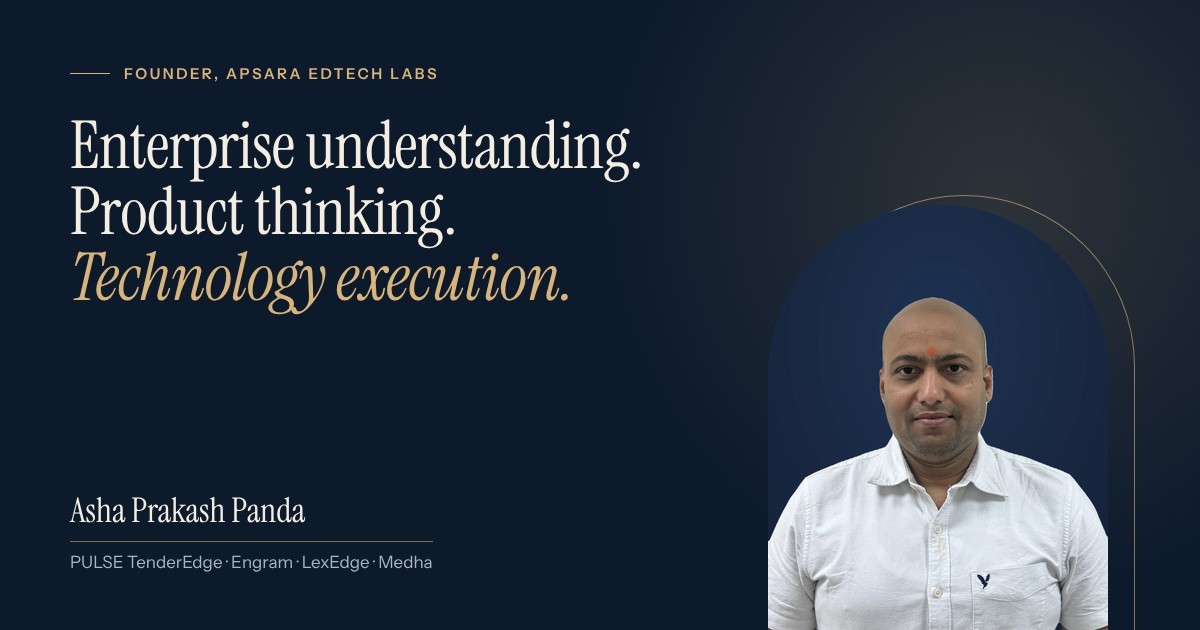 FOUNDER, APSARA EDTECH LABS
Enterprise understanding.
Product thinking.
Technology execution.
Asha Prakash Panda
PULSE TenderEdge · Engram · LexEdge · Medha